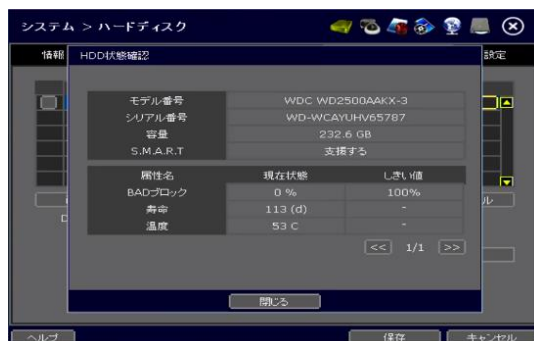 システム > ハードディスク
情報
設定
HDD状態確認
モデル番号 WDC WD2500AAKX-3
シリアル番号 WD-WCAYUHV65787
容量 232.6 GB
S.M.A.R.T 支援する
属性名 現在状態 しきい値
BADブロック 0 % 100%
寿命 113 (d) -
温度 53 C -
<< 1/1 >>
閉じる
ヘルプ 保存 キャンセル